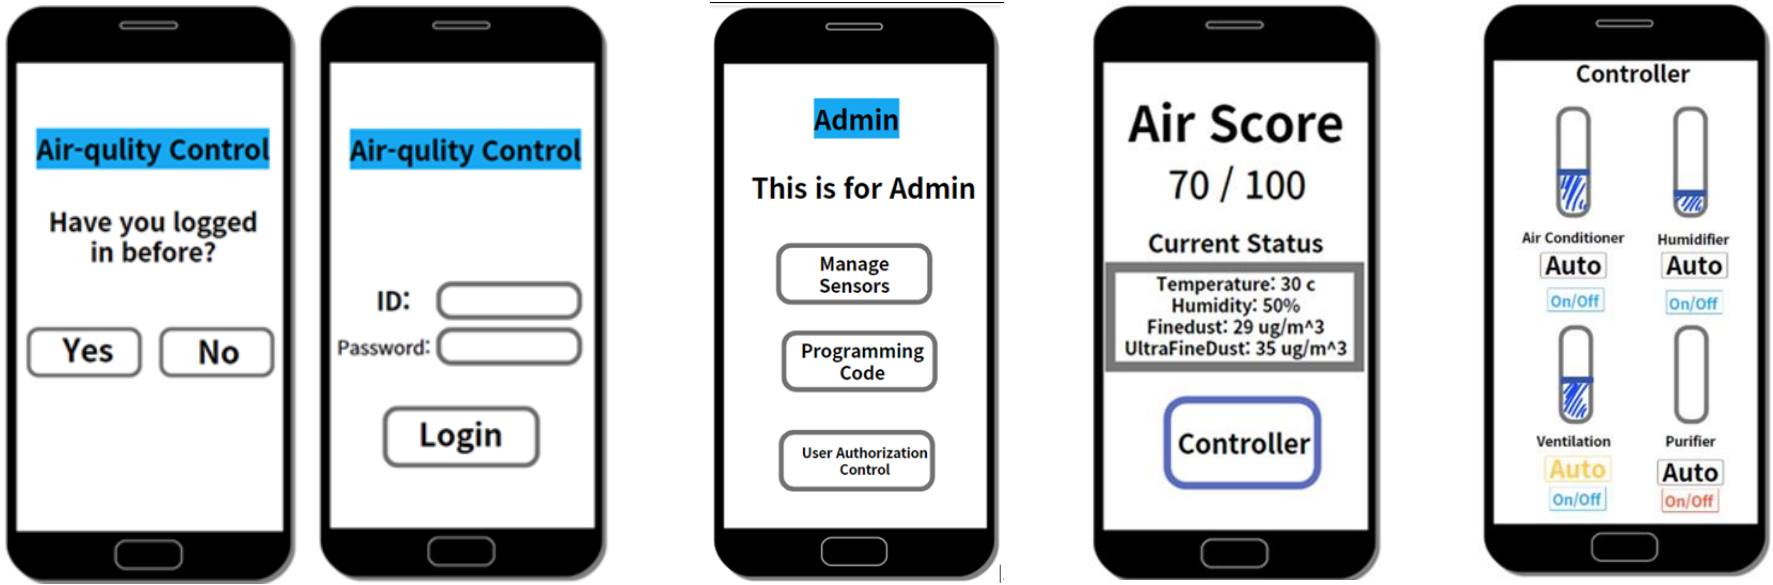 Air-qulity Control
Have you logged
in before?
Yes
No
Air-qulity Control
ID:
Password:
Login
Admin
This is for Admin
Manage
Sensors
Programming
Code
User Authorization
Control
Air Score
70 / 100
Current Status
Temperature: 30 c
Humidity: 50%
Finedust: 29 ug/m^3
UltraFineDust: 35 ug/m^3
Controller
Controller
Air Conditioner
Humidifier
Auto
Auto
On/Off
On/Off
Ventilation
Purifier
Auto
Auto
On/Off
On/Off